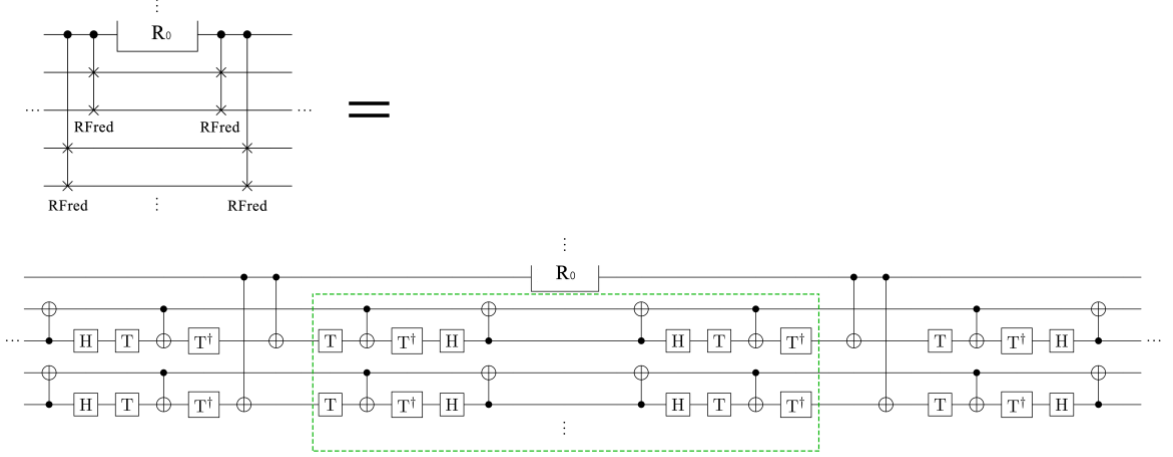 ⋮
R₀
... ...
RFred RFred
=
RFred ⋮ RFred
⋮
R₀
... H T T† T H T† H H T T† T T† H ...
H T T† T T† H H T T† T T† H
⋮